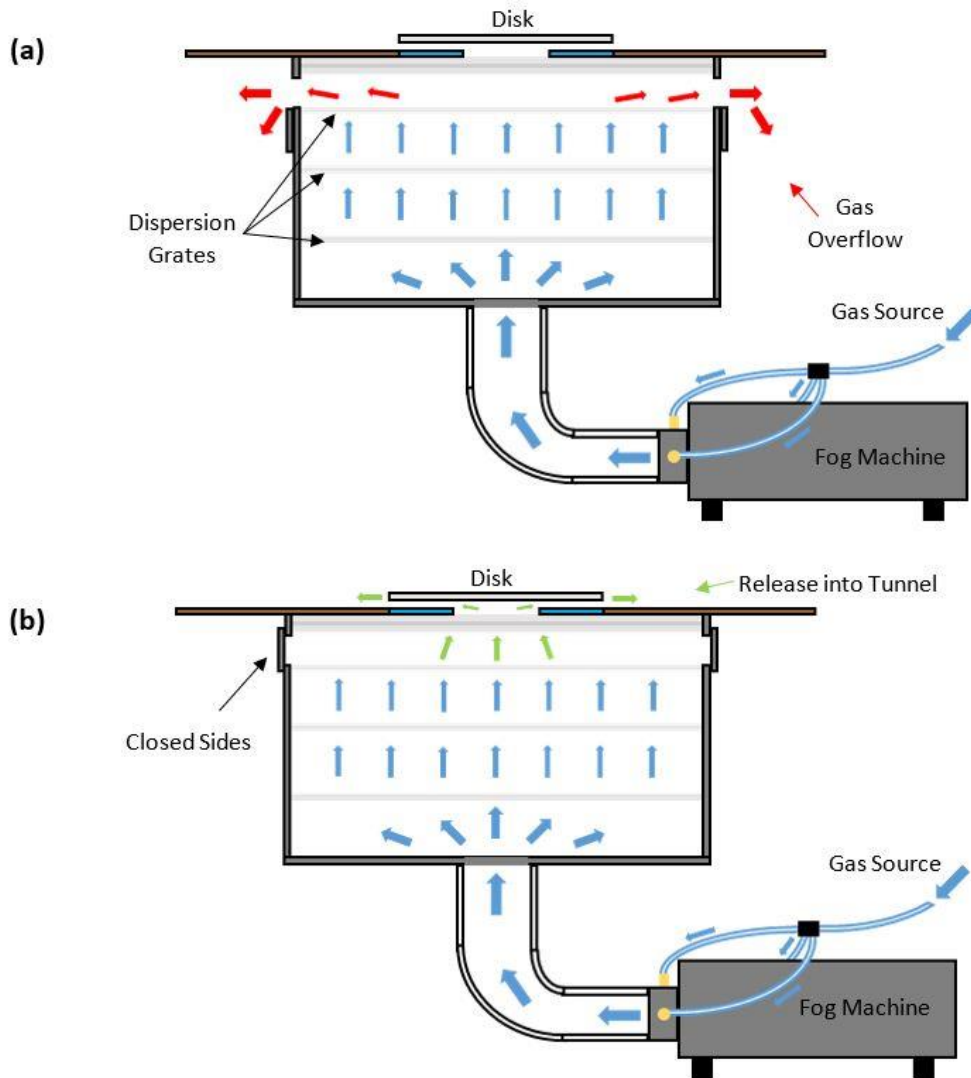 (a)
Disk
Dispersion
Grates
Gas
Overflow
Gas Source
Fog Machine
(b)
Disk
Release into Tunnel
Closed Sides
Gas Source
Fog Machine